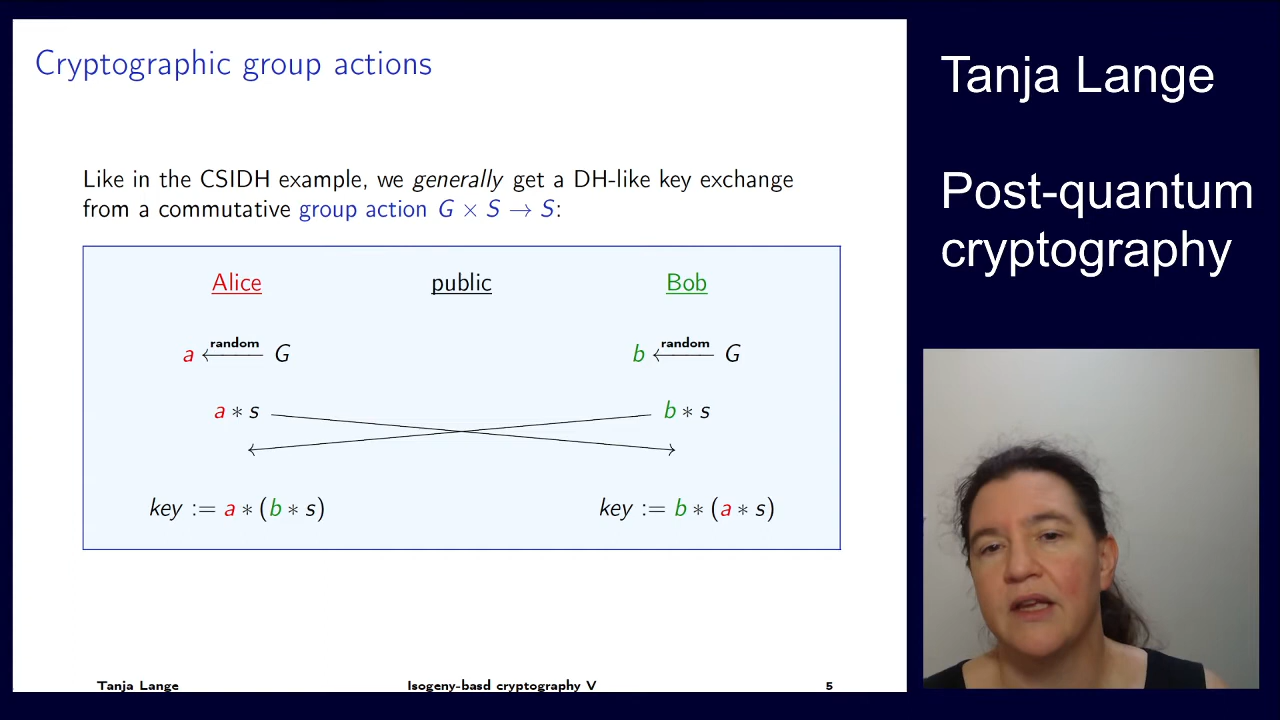 Cryptographic group actions
Like in the CSIDH example, we generally get a DH-like key exchange
from a commutative group action G × S → S:
Alice public Bob
a ←random G b ←random G
a ∗ s b ∗ s
key := a ∗ (b ∗ s) key := b ∗ (a ∗ s)
Tanja Lange Isogeny-basd cryptography V 5
Tanja Lange
Post-quantum
cryptography